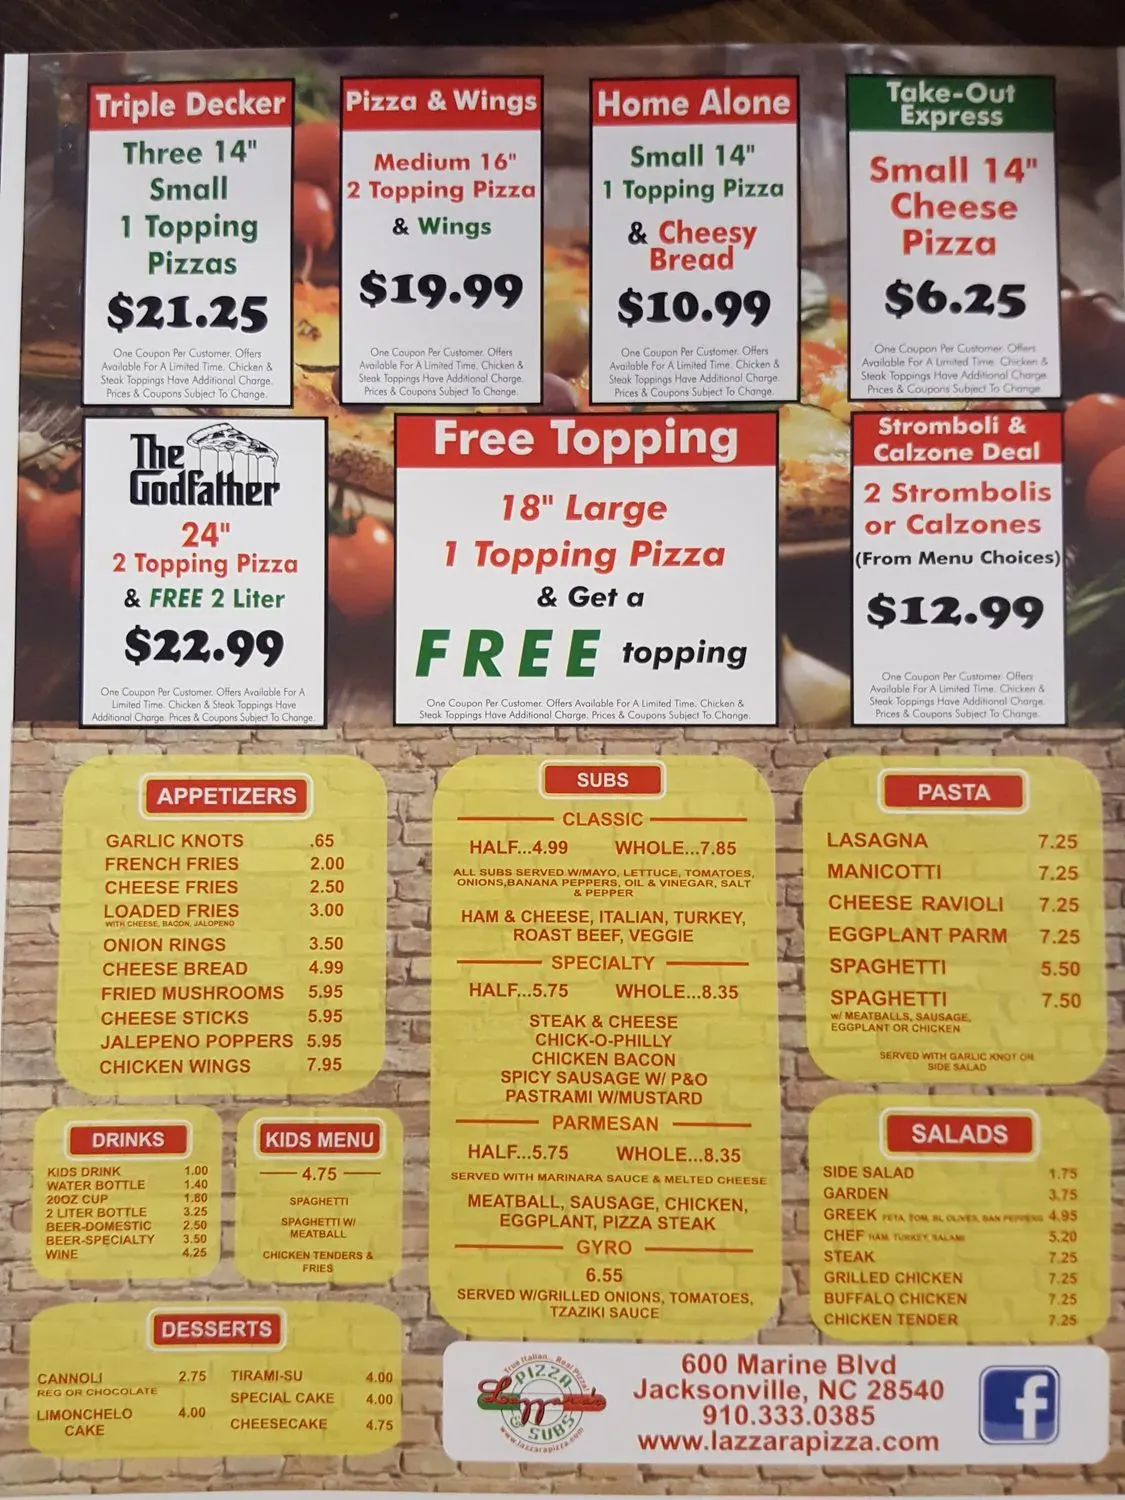 Triple Decker
Three 14"
Small
1 Topping
Pizzas
$21.25
One Coupon Per Customer. Offers
Available For A Limited Time. Chicken &
Steak Toppings Have Additional Charge.
Prices & Coupons Subject To Change.
Pizza & Wings
Medium 16"
2 Topping Pizza
& Wings
$19.99
One Coupon Per Customer. Offers
Available For A Limited Time. Chicken &
Steak Toppings Have Additional Charge.
Prices & Coupons Subject To Change.
Home Alone
Small 14"
1 Topping Pizza
& Cheesy
Bread
$10.99
One Coupon Per Customer. Offers
Available For A Limited Time. Chicken &
Steak Toppings Have Additional Charge.
Prices & Coupons Subject To Change.
Take-Out
Express
Small 14"
Cheese
Pizza
$6.25
One Coupon Per Customer. Offers
Available For A Limited Time. Chicken &
Steak Toppings Have Additional Charge.
Prices & Coupons Subject To Change.
The
Godfather
24"
2 Topping Pizza
& FREE 2 Liter
$22.99
One Coupon Per Customer. Offers Available For A
Limited Time. Chicken & Steak Toppings Have
Additional Charge. Prices & Coupons Subject To Change.
Free Topping
18" Large
1 Topping Pizza
& Get a
FREE topping
One Coupon Per Customer. Offers Available For A Limited Time. Chicken &
Steak Toppings Have Additional Charge. Prices & Coupons Subject To Change.
Stromboli &
Calzone Deal
2 Strombolis
or Calzones
(From Menu Choices)
$12.99
One Coupon Per Customer. Offers
Available For A Limited Time. Chicken &
Steak Toppings Have Additional Charge.
Prices & Coupons Subject To Change.
APPETIZERS
GARLIC KNOTS .65
FRENCH FRIES 2.00
CHEESE FRIES 2.50
LOADED FRIES 3.00
WITH CHEESE, BACON, JALOPENO
ONION RINGS 3.50
CHEESE BREAD 4.99
FRIED MUSHROOMS 5.95
CHEESE STICKS 5.95
JALEPENO POPPERS 5.95
CHICKEN WINGS 7.95
SUBS
CLASSIC
HALF...4.99 WHOLE...7.85
ALL SUBS SERVED W/MAYO, LETTUCE, TOMATOES,
ONIONS,BANANA PEPPERS, OIL & VINEGAR, SALT
& PEPPER
HAM & CHEESE, ITALIAN, TURKEY,
ROAST BEEF, VEGGIE
SPECIALTY
HALF...5.75 WHOLE...8.35
STEAK & CHEESE
CHICK-O-PHILLY
CHICKEN BACON
SPICY SAUSAGE W/ P&O
PASTRAMI W/MUSTARD
PARMESAN
HALF...5.75 WHOLE...8.35
SERVED WITH MARINARA SAUCE & MELTED CHEESE
MEATBALL, SAUSAGE, CHICKEN,
EGGPLANT, PIZZA STEAK
GYRO
6.55
SERVED W/GRILLED ONIONS, TOMATOES,
TZAZIKI SAUCE
PASTA
LASAGNA 7.25
MANICOTTI 7.25
CHEESE RAVIOLI 7.25
EGGPLANT PARM 7.25
SPAGHETTI 5.50
SPAGHETTI 7.50
w/ MEATBALLS, SAUSAGE,
EGGPLANT OR CHICKEN
SERVED WITH GARLIC KNOT OR
SIDE SALAD
DRINKS
KIDS DRINK 1.00
WATER BOTTLE 1.40
20OZ CUP 1.80
2 LITER BOTTLE 3.25
BEER-DOMESTIC 2.50
BEER-SPECIALTY 3.50
WINE 4.25
KIDS MENU
4.75
SPAGHETTI
SPAGHETTI W/
MEATBALL
CHICKEN TENDERS &
FRIES
SALADS
SIDE SALAD 1.75
GARDEN 3.75
GREEK FETA, TOM, BL OLIVES, BAN PEPPERS 4.95
CHEF HAM, TURKEY, SALAMI 5.20
STEAK 7.25
GRILLED CHICKEN 7.25
BUFFALO CHICKEN 7.25
CHICKEN TENDER 7.25
DESSERTS
CANNOLI 2.75
REG OR CHOCOLATE
LIMONCHELO 4.00
CAKE
TIRAMI-SU 4.00
SPECIAL CAKE 4.00
CHEESECAKE 4.75
True Italian... Real Pizza!
PIZZA
Lazzara's
& SUBS
www.lazzarapizza.com
600 Marine Blvd
Jacksonville, NC 28540
910.333.0385
www.lazzarapizza.com
f